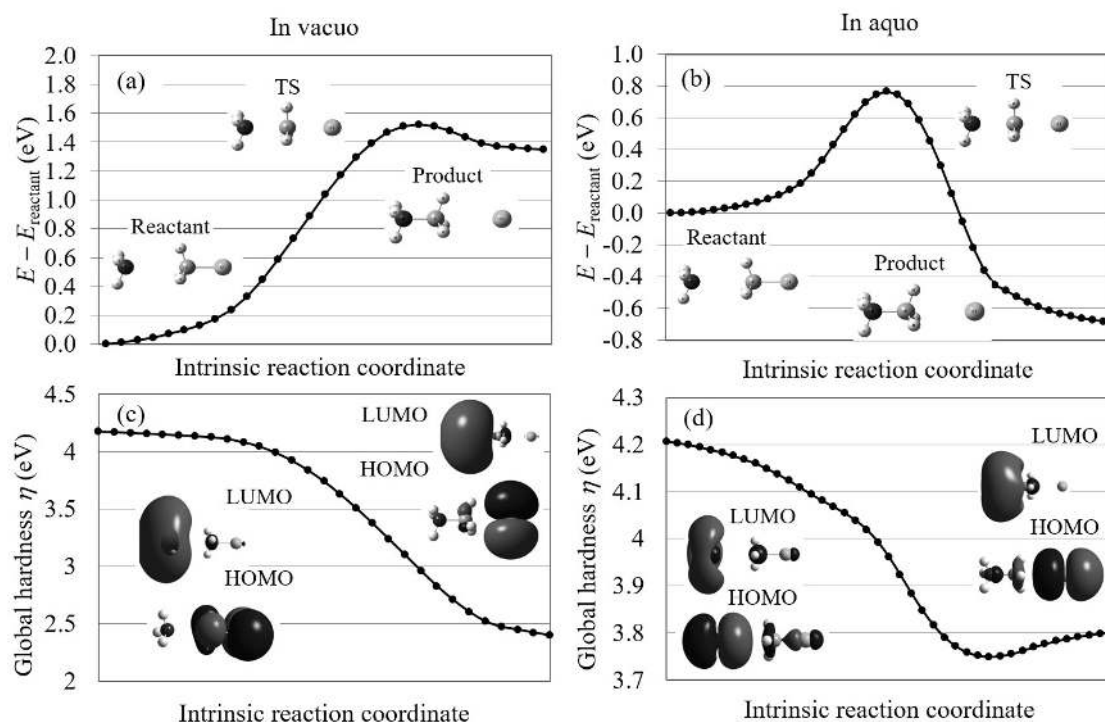 In vacuo
In aquo
(a)
TS
Reactant
Product
E − E_reactant (eV)
2.0
1.8
1.6
1.4
1.2
1.0
0.8
0.6
0.4
0.2
0.0
Intrinsic reaction coordinate
(b)
TS
Reactant
Product
E − E_reactant (eV)
1.0
0.8
0.6
0.4
0.2
0.0
-0.2
-0.4
-0.6
-0.8
Intrinsic reaction coordinate
(c)
LUMO
HOMO
LUMO
HOMO
Global hardness η (eV)
4.5
4
3.5
3
2.5
2
Intrinsic reaction coordinate
(d)
LUMO
HOMO
LUMO
HOMO
Global hardness η (eV)
4.3
4.2
4.1
4
3.9
3.8
3.7
Intrinsic reaction coordinate